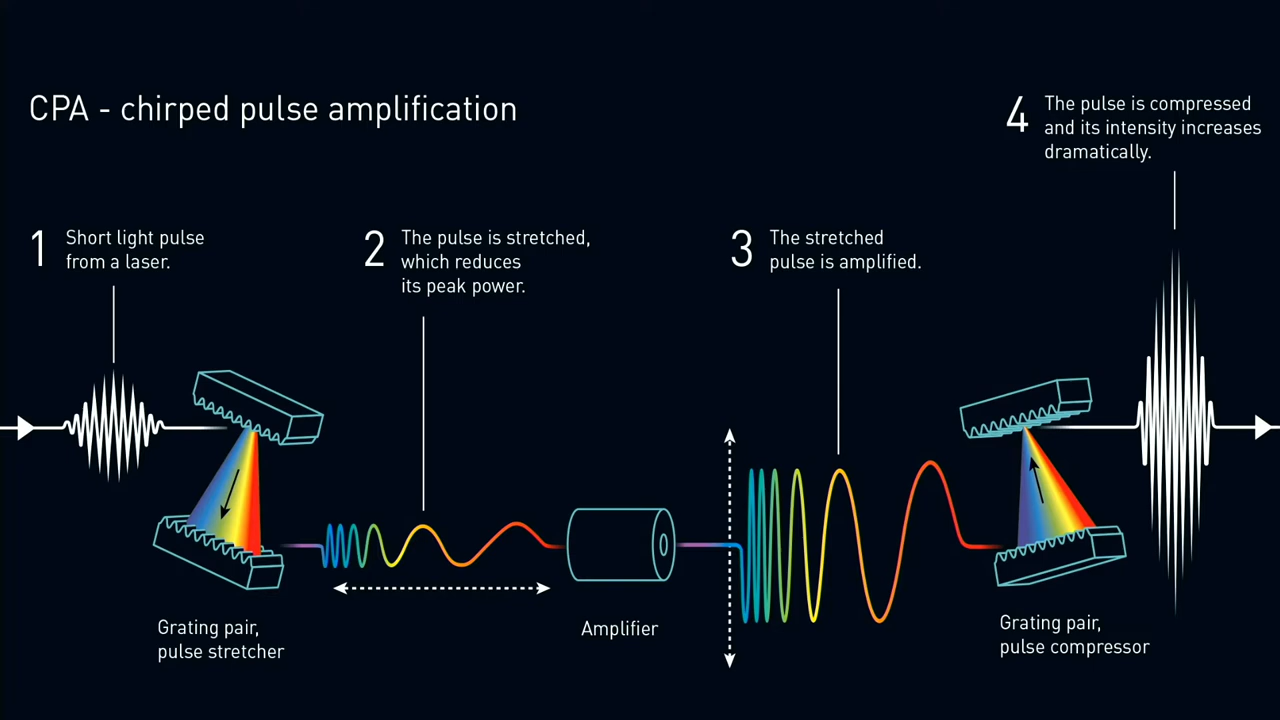 CPA - chirped pulse amplification
1 Short light pulse
from a laser.
2 The pulse is stretched,
which reduces
its peak power.
3 The stretched
pulse is amplified.
4 The pulse is compressed
and its intensity increases
dramatically.
Grating pair,
pulse stretcher
Amplifier
Grating pair,
pulse compressor